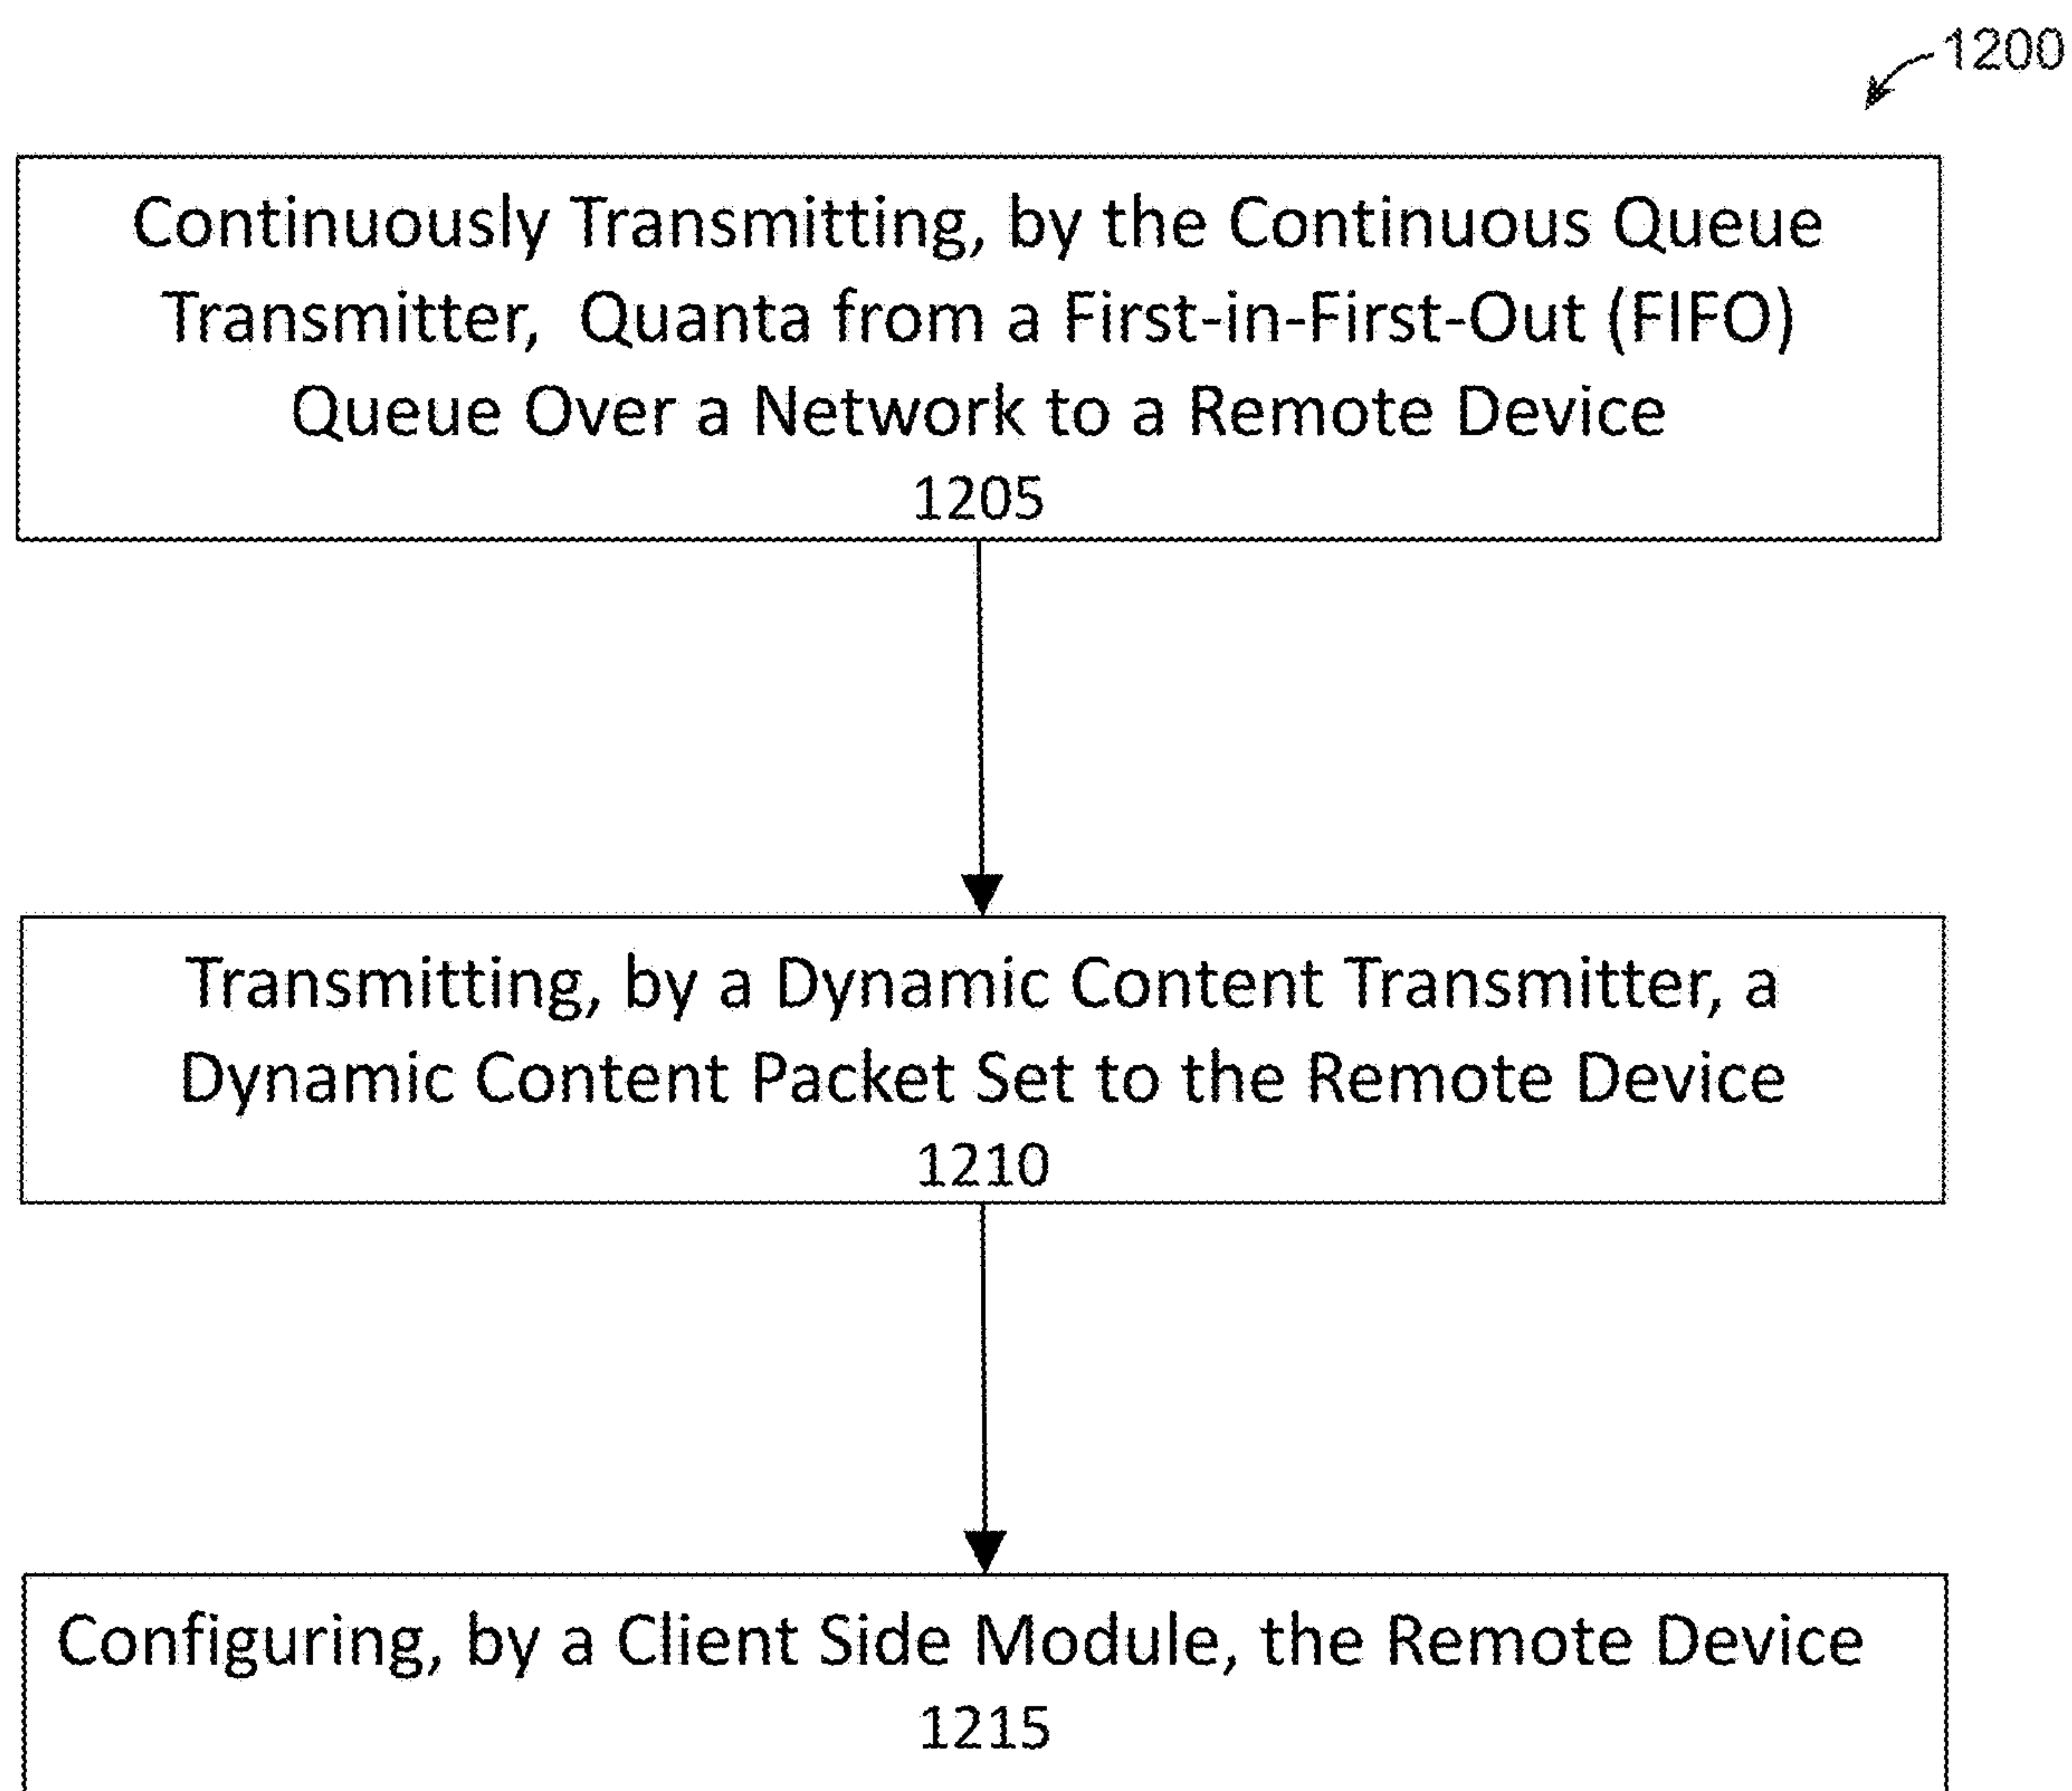 1200
Continuously Transmitting, by the Continuous Queue
Transmitter, Quanta from a First-in-First-Out (FIFO)
Queue Over a Network to a Remote Device
1205
Transmitting, by a Dynamic Content Transmitter, a
Dynamic Content Packet Set to the Remote Device
1210
Configuring, by a Client Side Module, the Remote Device
1215